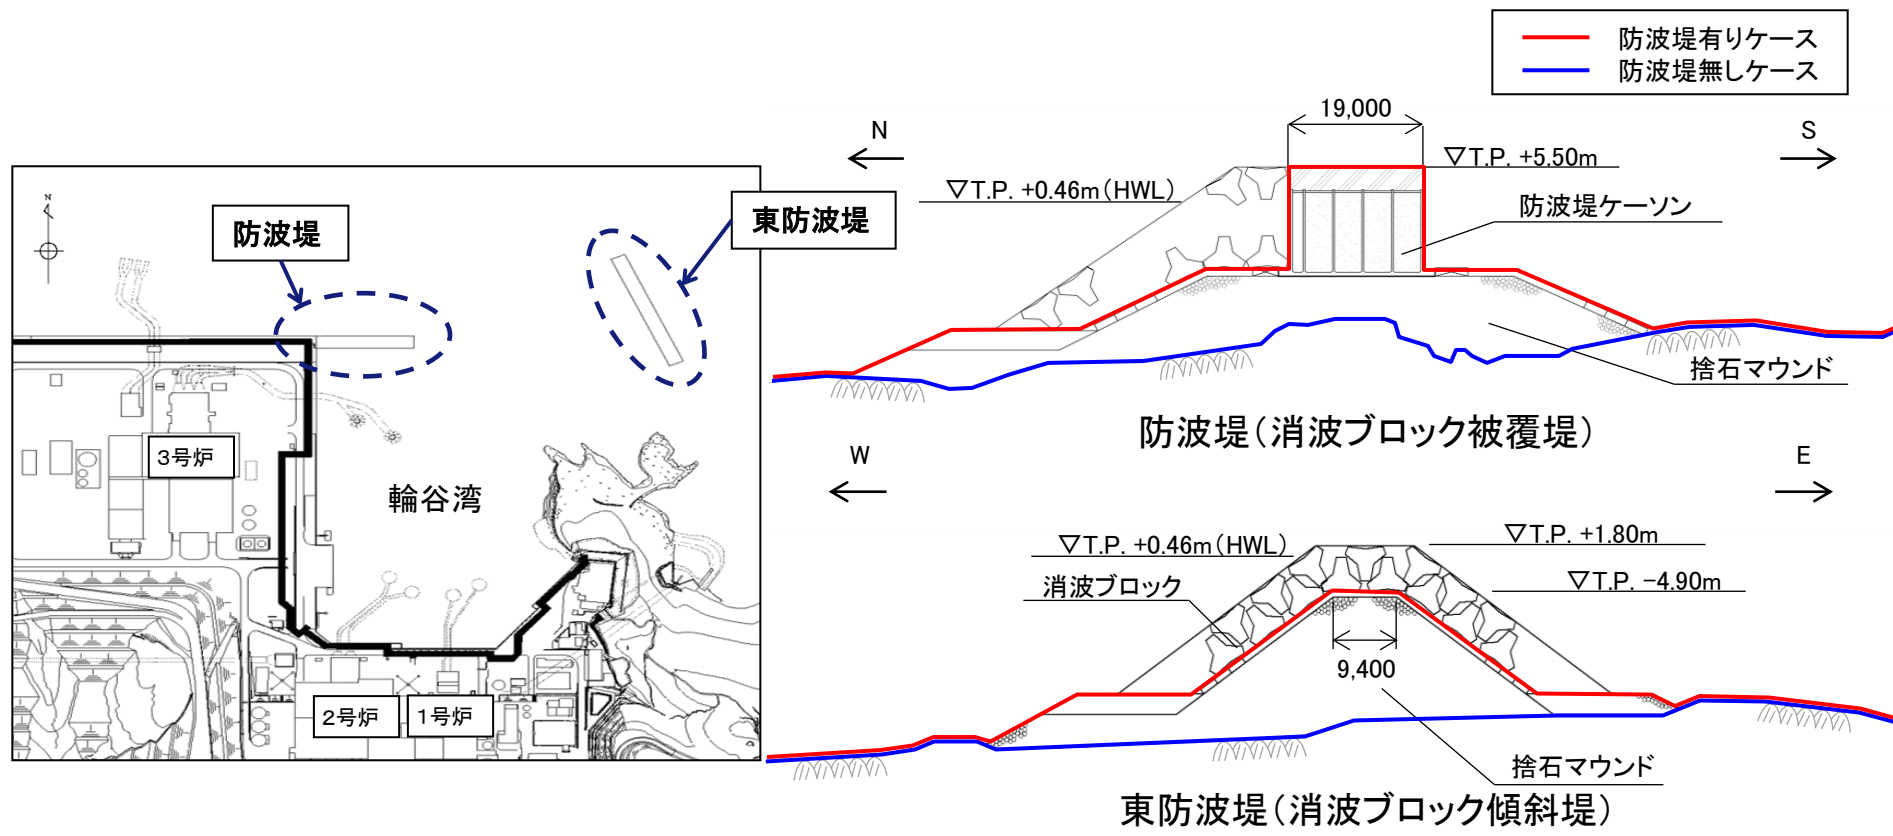 防波堤有りケース
防波堤無しケース
N
19,000
S
▽T.P. +5.50m
▽T.P. +0.46m(HWL)
防波堤ケーソン
捨石マウンド
防波堤(消波ブロック被覆堤)
N
防波堤
東防波堤
3号炉
輪谷湾
2号炉
1号炉
W
E
▽T.P. +0.46m(HWL)
▽T.P. +1.80m
消波ブロック
▽T.P. −4.90m
9,400
捨石マウンド
東防波堤(消波ブロック傾斜堤)